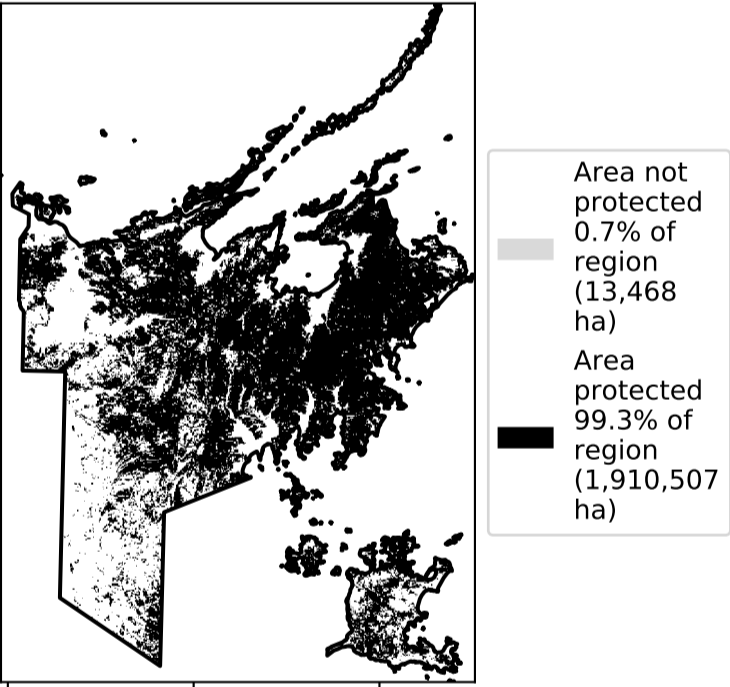 Area not
protected
0.7% of
region
(13,468
ha)
Area
protected
99.3% of
region
(1,910,507
ha)